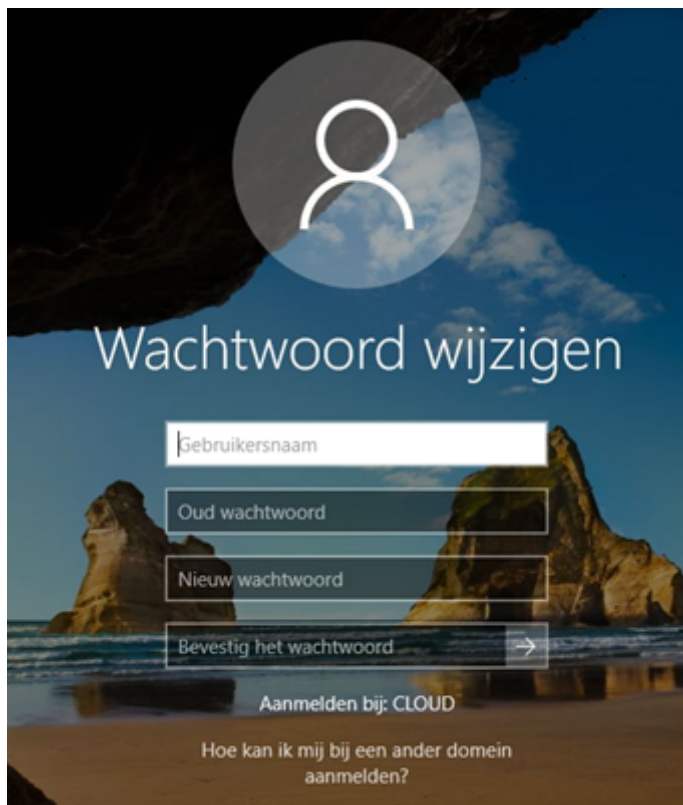 Wachtwoord wijzigen
Gebruikersnaam
Oud wachtwoord
Nieuw wachtwoord
Bevestig het wachtwoord
Aanmelden bij: CLOUD
Hoe kan ik mij bij een ander domein
aanmelden?